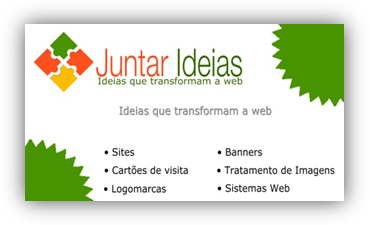 Juntar Ideias
Ideias que transformam a web
Ideias que transformam a web
• Sites
• Cartões de visita
• Logomarcas
• Banners
• Tratamento de Imagens
• Sistemas Web